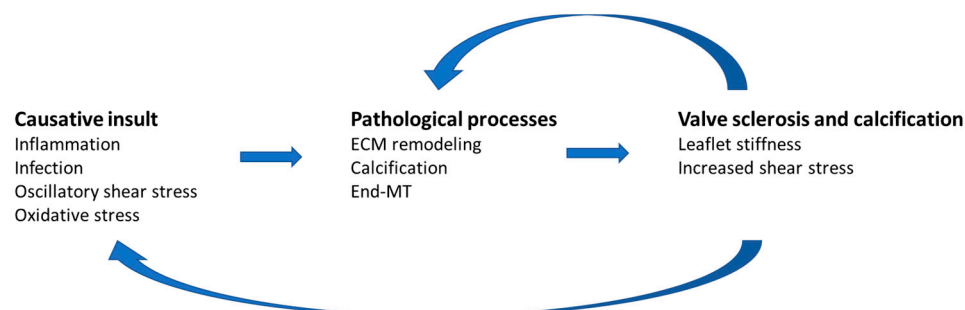 Causative insult
Inflammation
Infection
Oscillatory shear stress
Oxidative stress
Pathological processes
ECM remodeling
Calcification
End-MT
Valve sclerosis and calcification
Leaflet stiffness
Increased shear stress